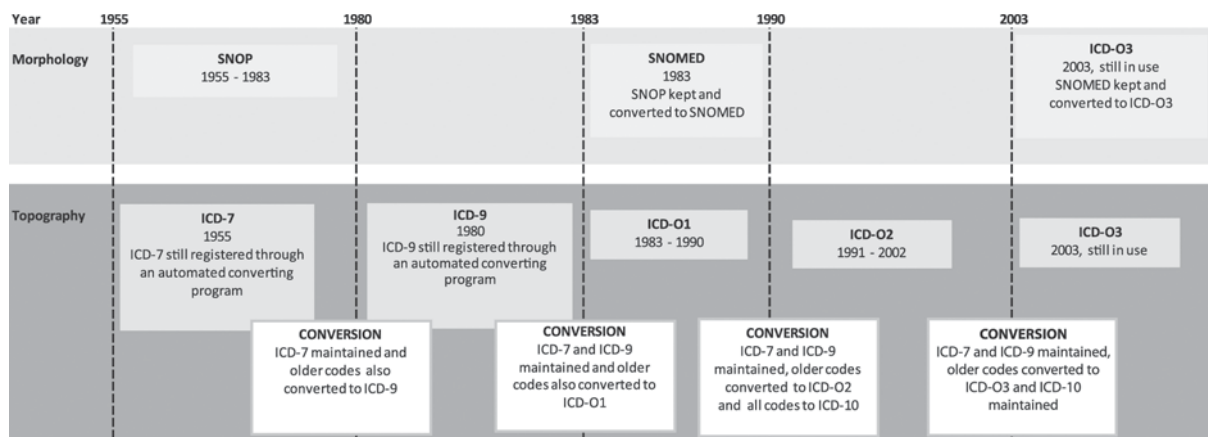 Year 1955 1980 1983 1990 2003
Morphology
SNOP
1955 - 1983
SNOMED
1983
SNOP kept and
converted to SNOMED
ICD-O3
2003, still in use
SNOMED kept and
converted to ICD-O3
Topography
ICD-7
1955
ICD-7 still registered through
an automated converting
program
ICD-9
1980
ICD-9 still registered through
an automated converting
program
ICD-O1
1983 - 1990
ICD-O2
1991 - 2002
ICD-O3
2003, still in use
CONVERSION
ICD-7 maintained and
older codes also
converted to ICD-9
CONVERSION
ICD-7 and ICD-9
maintained and older
codes also converted to
ICD-O1
CONVERSION
ICD-7 and ICD-9
maintained, older codes
converted to ICD-O2
and all codes to ICD-10
CONVERSION
ICD-7 and ICD-9 maintained,
older codes converted to
ICD-O3 and ICD-10
maintained